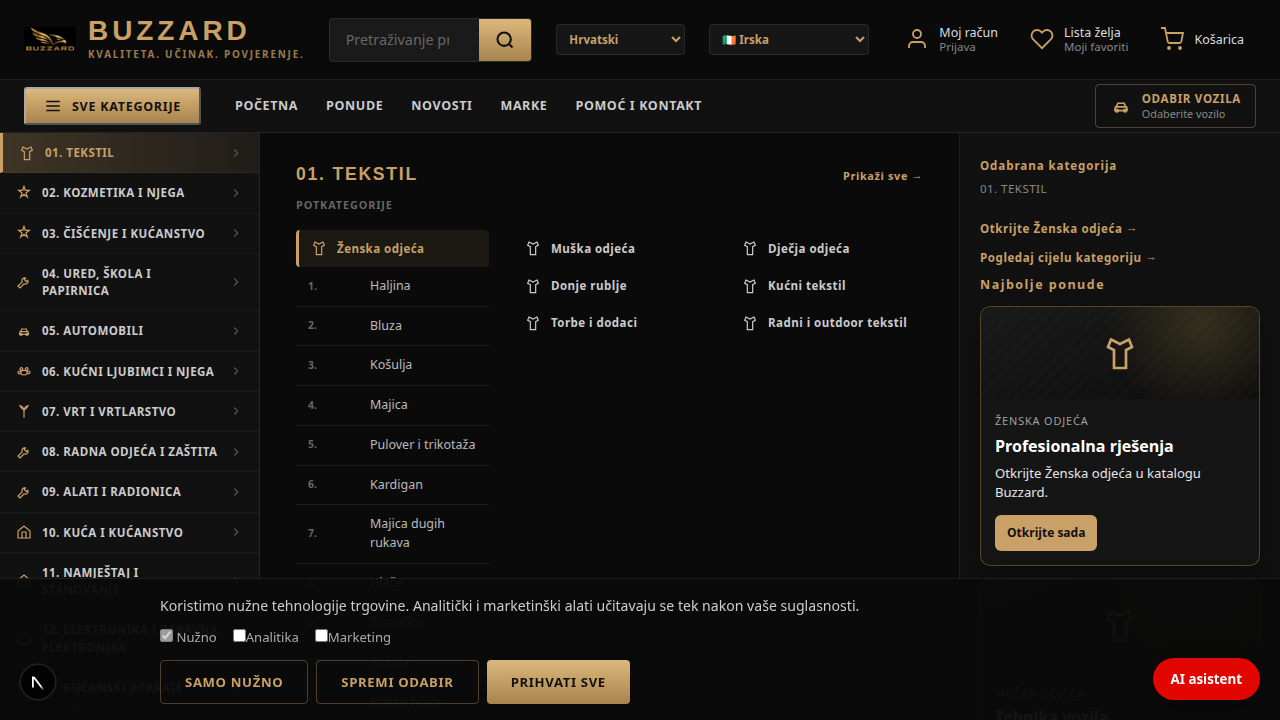 BUZZARD
BUZZARD
KVALITETA. UČINAK. POVJERENJE.
Hrvatski
Irska
Moj račun
Prijava
Lista želja
Moji favoriti
Košarica
SVE KATEGORIJE
POČETNA
PONUDE
NOVOSTI
MARKE
POMOĆ I KONTAKT
ODABIR VOZILA
Odaberite vozilo
01. TEKSTIL
02. KOZMETIKA I NJEGA
03. ČIŠĆENJE I KUĆANSTVO
04. URED, ŠKOLA I
PAPIRNICA
05. AUTOMOBILI
06. KUĆNI LJUBIMCI I NJEGA
07. VRT I VRTLARSTVO
08. RADNA ODJEĆA I ZAŠTITA
09. ALATI I RADIONICA
10. KUĆA I KUĆANSTVO
11. NAMJEŠTAJ I
STANOVANJE
01. TEKSTIL
Prikaži sve →
POTKATEGORIJE
Ženska odjeća
1. Haljina
2. Bluza
3. Košulja
4. Majica
5. Pulover i trikotaža
6. Kardigan
7. Majica dugih
rukava
Muška odjeća
Dječja odjeća
Donje rublje
Kućni tekstil
Torbe i dodaci
Radni i outdoor tekstil
Odabrana kategorija
01. TEKSTIL
Otkrijte Ženska odjeća →
Pogledaj cijelu kategoriju →
Najbolje ponude
ŽENSKA ODJEĆA
Profesionalna rješenja
Otkrijte Ženska odjeća u katalogu
Buzzard.
Otkrijte sada
Koristimo nužne tehnologije trgovine. Analitički i marketinški alati učitavaju se tek nakon vaše suglasnosti.
Nužno
Analitika
Marketing
SAMO NUŽNO
SPREMI ODABIR
PRIHVATI SVE
AI asistent